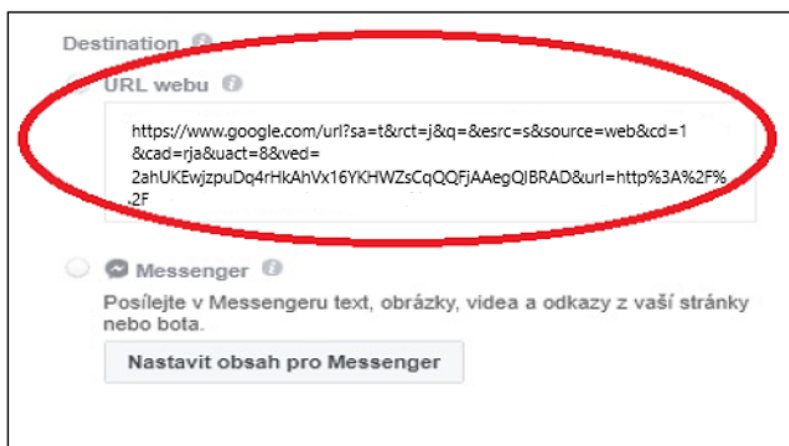 Destination
URL webu
https://www.google.com/url?sa=t&rct=j&q=&esrc=s&source=web&cd=1
&cad=rja&uact=8&ved=
2ahUKEwjzpuDq4rHkAhVx16YKHWZsCqQQFjAAegQIBRAD&url=http%3A%2F%
2F
Messenger
Posílejte v Messengeru text, obrázky, videa a odkazy z vaší stránky
nebo bota.
Nastavit obsah pro Messenger